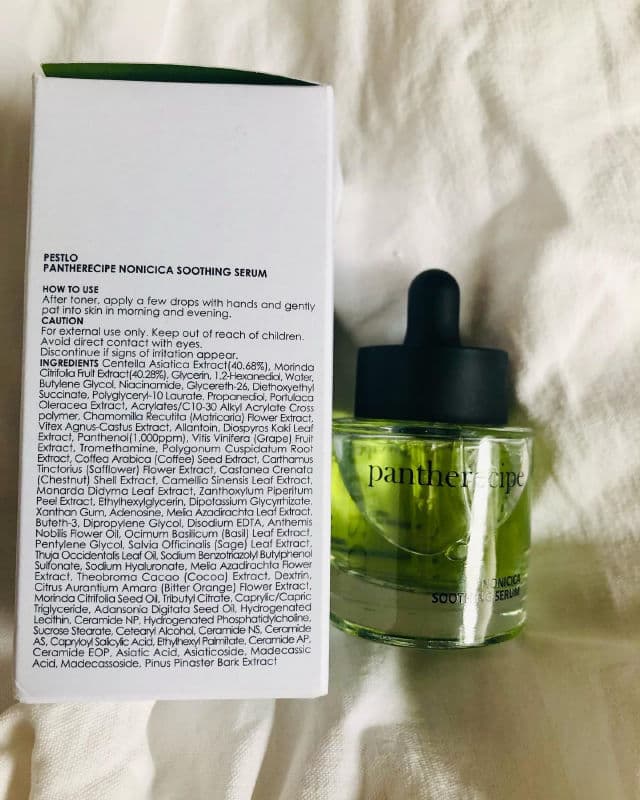 PESTLO
PANTHERECIPE NONICICA SOOTHING SERUM
HOW TO USE
After toner, apply a few drops with hands and gently
pat into skin in morning and evening.
CAUTION
For external use only. Keep out of reach of children.
Avoid direct contact with eyes.
Discontinue if signs of irritation appear.
INGREDIENTS Centella Asiatica Extract(40.68%), Morinda
Citrifolia Fruit Extract(40.28%), Glycerin, 1,2-Hexanediol, Water,
Butylene Glycol, Niacinamide, Glycereth-26, Diethoxyethyl
Succinate, Polyglyceryl-10 Laurate, Propanediol, Portulaca
Oleracea Extract, Acrylates/C10-30 Alkyl Acrylate Cross
polymer, Chamomilla Recutita (Matricaria) Flower Extract,
Vitex Agnus-Castus Extract, Allantoin, Diospyros Kaki Leaf
Extract, Panthenol(1,000ppm), Vitis Vinifera (Grape) Fruit
Extract, Tromethamine, Polygonum Cuspidatum Root
Extract, Coffea Arabica (Coffee) Seed Extract, Carthamus
Tinctorius (Safflower) Flower Extract, Castanea Crenata
(Chestnut) Shell Extract, Camellia Sinensis Leaf Extract,
Monarda Didyma Leaf Extract, Zanthoxylum Piperitum
Peel Extract, Ethylhexylglycerin, Dipotassium Glycyrrhizate,
Xanthan Gum, Adenosine, Melia Azadirachta Leaf Extract,
Buteth-3, Dipropylene Glycol, Disodium EDTA, Anthemis
Nobilis Flower Oil, Ocimum Basilicum (Basil) Leaf Extract,
Pentylene Glycol, Salvia Officinalis (Sage) Leaf Extract,
Thuja Occidentalis Leaf Oil, Sodium Benzotriazolyl Butylphenol
Sulfonate, Sodium Hyaluronate, Melia Azadirachta Flower
Extract, Theobroma Cacao (Cocoa) Extract, Dextrin,
Citrus Aurantium Amara (Bitter Orange) Flower Extract,
Morinda Citrifolia Seed Oil, Tributyl Citrate, Caprylic/Capric
Triglyceride, Adansonia Digitata Seed Oil, Hydrogenated
Lecithin, Ceramide NP, Hydrogenated Phosphatidylcholine,
Sucrose Stearate, Cetearyl Alcohol, Ceramide NS, Ceramide
AS, Capryloyl Salicylic Acid, Ethylhexyl Palmitate, Ceramide AP,
Ceramide EOP, Asiatic Acid, Asiaticoside, Madecassic
Acid, Madecassoside, Pinus Pinaster Bark Extract
pantherecipe
NONICICA
SOOTHING SERUM